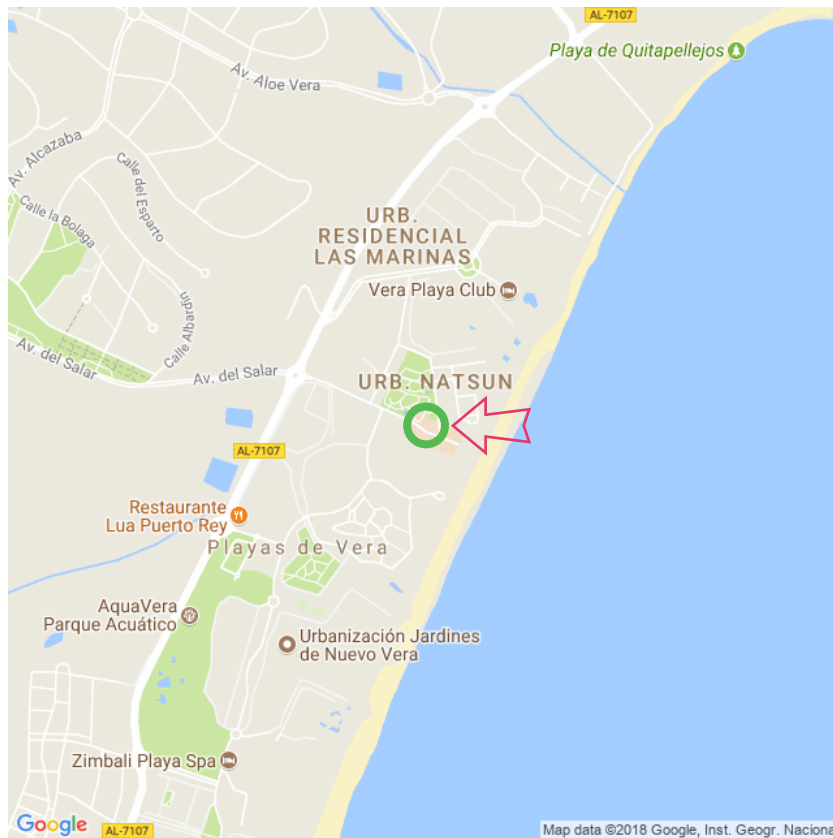 AL-7107
Playa de Quitapellejos
Av. Aloe Vera
Av. Alcazaba
Calle del Esparto
Calle la Bolaga
URB.
RESIDENCIAL
LAS MARINAS
Vera Playa Club
Calle Albardín
Av. del Salar
Av. del Salar
URB. NATSUN
AL-7107
Restaurante
Lua Puerto Rey
Playas de Vera
AquaVera
Parque Acuático
Urbanización Jardines
de Nuevo Vera
Zimbali Playa Spa
Google
AL-7107
Map data ©2018 Google, Inst. Geogr. Naciona